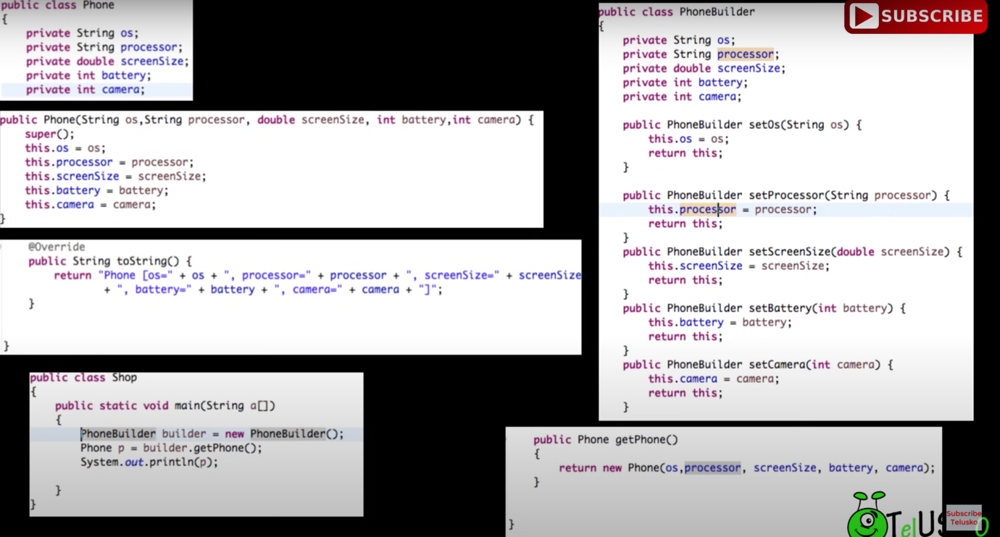 public class Phone
{
    private String os;
    private String processor;
    private double screenSize;
    private int battery;
    private int camera;
public Phone(String os,String processor, double screenSize, int battery,int camera) {
    super();
    this.os = os;
    this.processor = processor;
    this.screenSize = screenSize;
    this.battery = battery;
    this.camera = camera;
}
    @Override
    public String toString() {
        return "Phone [os=" + os + ", processor=" + processor + ", screenSize=" + screenSize
                + ", battery=" + battery + ", camera=" + camera + "]";
    }
}
public class Shop
{
    public static void main(String a[])
    {
        PhoneBuilder builder = new PhoneBuilder();
        Phone p = builder.getPhone();
        System.out.println(p);
    }
}
public class PhoneBuilder
{
    private String os;
    private String processor;
    private double screenSize;
    private int battery;
    private int camera;
    public PhoneBuilder setOs(String os) {
        this.os = os;
        return this;
    }
    public PhoneBuilder setProcessor(String processor) {
        this.processor = processor;
        return this;
    }
    public PhoneBuilder setScreenSize(double screenSize) {
        this.screenSize = screenSize;
        return this;
    }
    public PhoneBuilder setBattery(int battery) {
        this.battery = battery;
        return this;
    }
    public PhoneBuilder setCamera(int camera) {
        this.camera = camera;
        return this;
    }
    public Phone getPhone()
    {
        return new Phone(os,processor, screenSize, battery, camera);
    }
}
SUBSCRIBE
Subscribe
Telusko